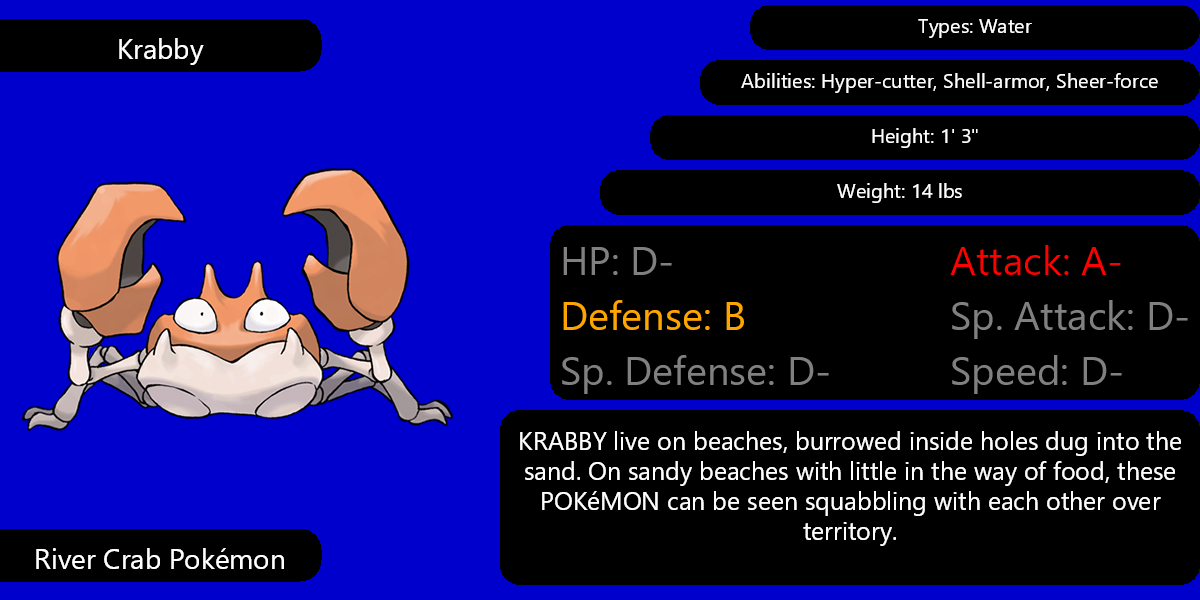 Krabby
Types: Water
Abilities: Hyper-cutter, Shell-armor, Sheer-force
Height: 1' 3"
Weight: 14 lbs
HP: D-
Attack: A-
Defense: B
Sp. Attack: D-
Sp. Defense: D-
Speed: D-
KRABBY live on beaches, burrowed inside holes dug into the
sand. On sandy beaches with little in the way of food, these
POKéMON can be seen squabbling with each other over
territory.
River Crab Pokémon